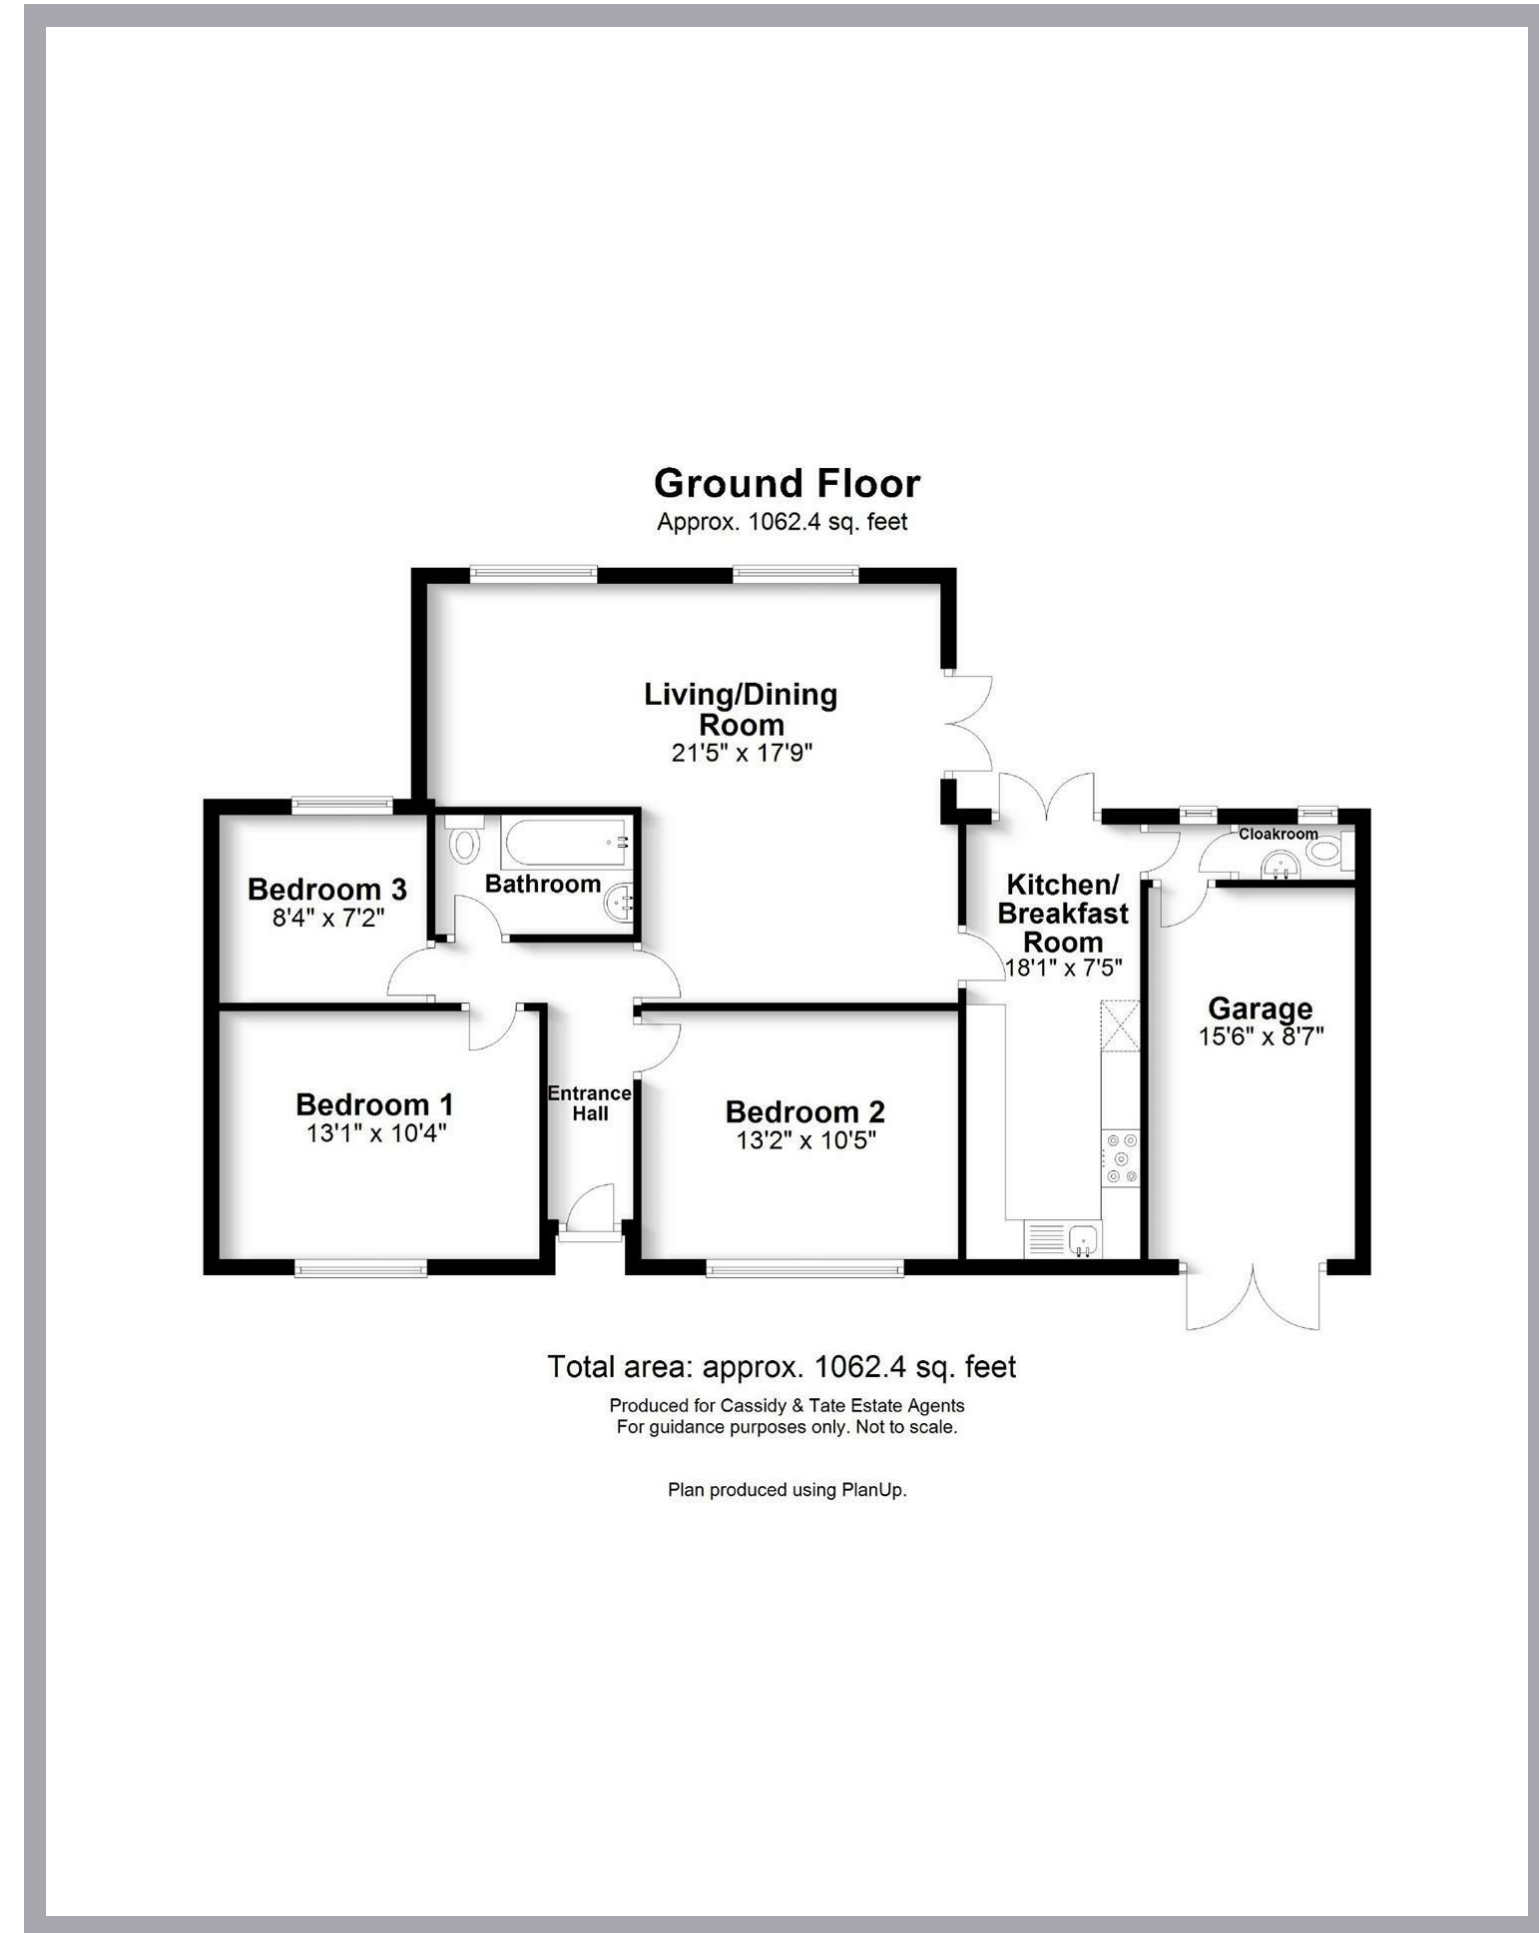 Ground Floor
Approx. 1062.4 sq. feet
Living/Dining
Room
21'5" x 17'9"
Cloakroom
Bedroom 3
8'4" x 7'2"
Bathroom
Kitchen/
Breakfast
Room
18'1" x 7'5"
Garage
15'6" x 8'7"
Bedroom 1
13'1" x 10'4"
Entrance
Hall
Bedroom 2
13'2" x 10'5"
Total area: approx. 1062.4 sq. feet
Produced for Cassidy & Tate Estate Agents
For guidance purposes only. Not to scale.
Plan produced using PlanUp.